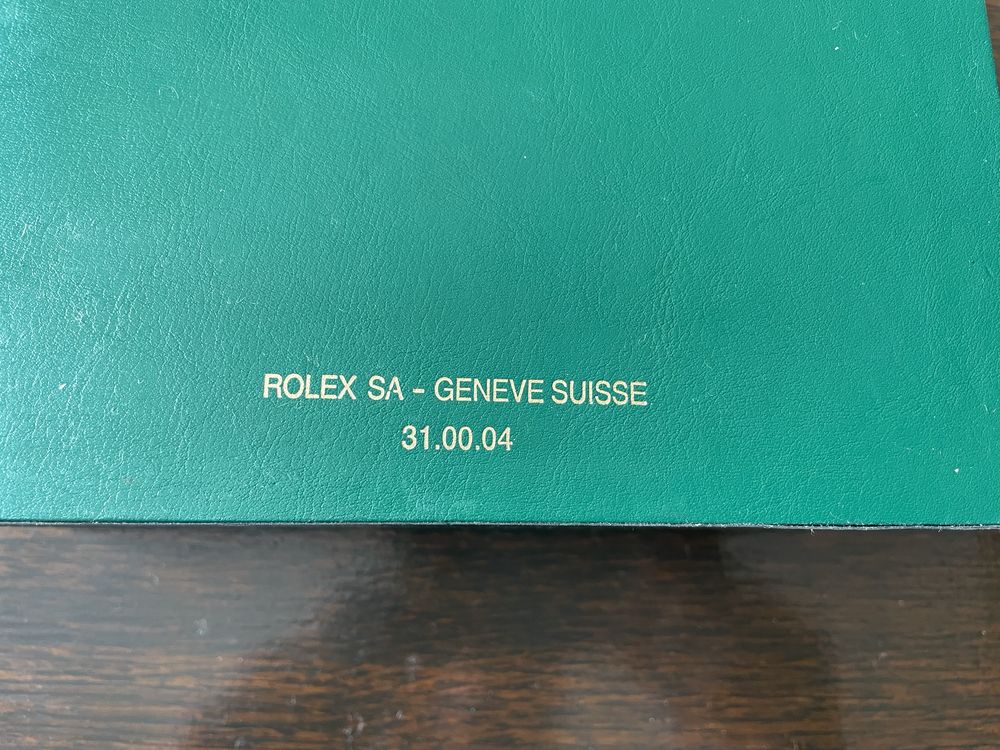 ROLEX SA - GENEVE SUISSE
31.00.04